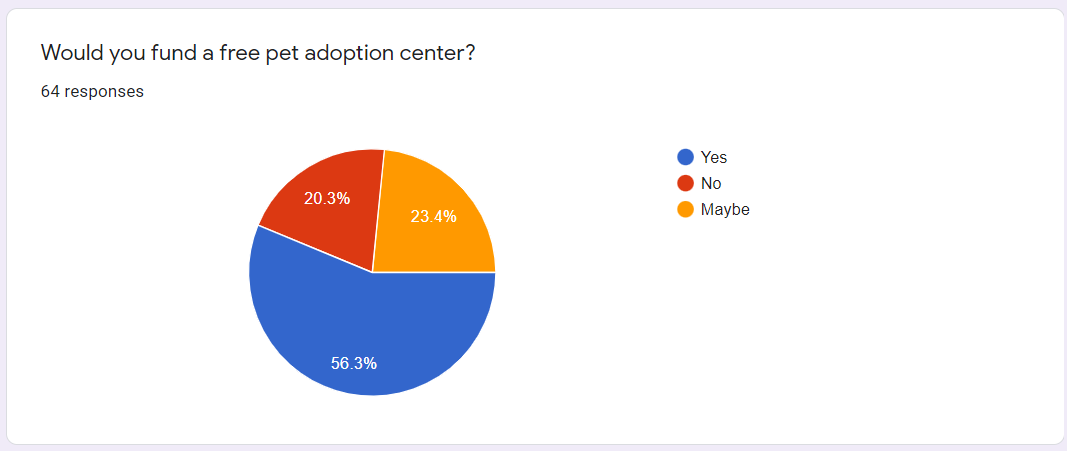 Would you fund a free pet adoption center?
64 responses
20.3%
23.4%
56.3%
Yes
No
Maybe